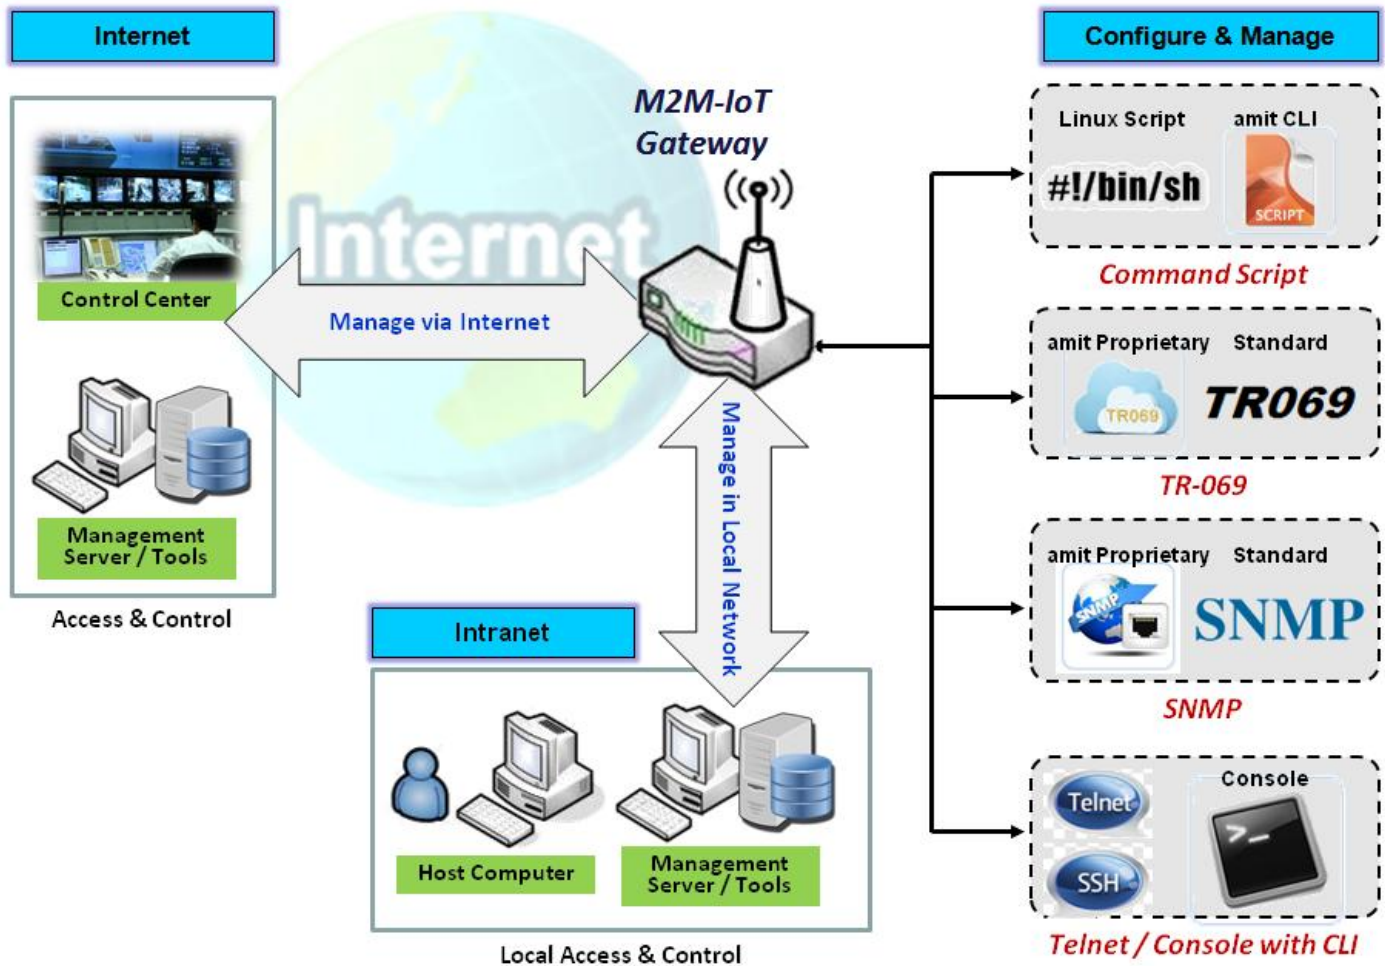 Internet
Control Center
Management
Server / Tools
Access & Control
Internet
M2M-IoT
Gateway
Manage via Internet
Manage in Local Network
Intranet
Host Computer
Management
Server / Tools
Local Access & Control
Configure & Manage
Linux Script
amit CLI
#!/bin/sh
SCRIPT
Command Script
amit Proprietary
Standard
TR069
TR069
TR-069
amit Proprietary
Standard
SNMP
SNMP
SNMP
Telnet
SSH
Console
>_
Telnet / Console with CLI